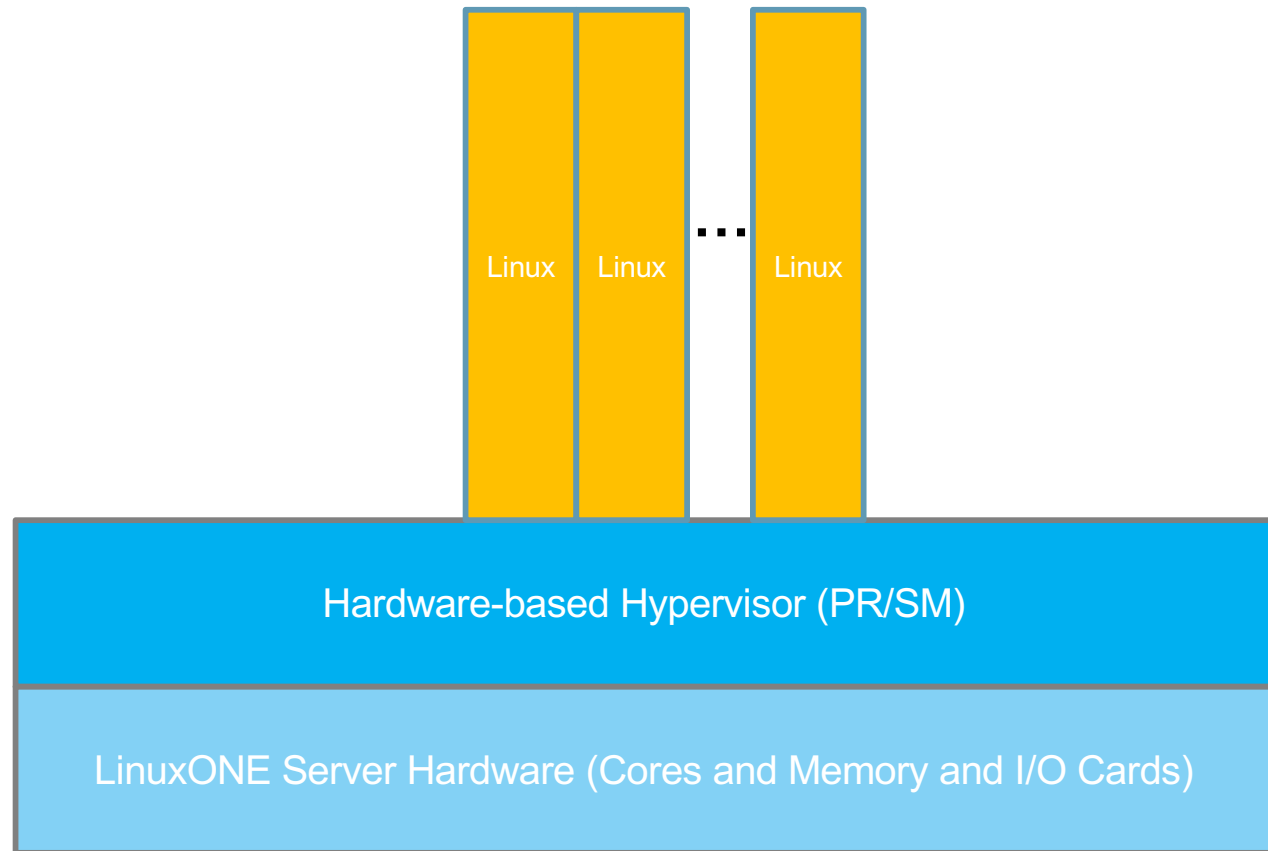 Linux
Linux
...
Linux
Hardware-based Hypervisor (PR/SM)
LinuxONE Server Hardware (Cores and Memory and I/O Cards)